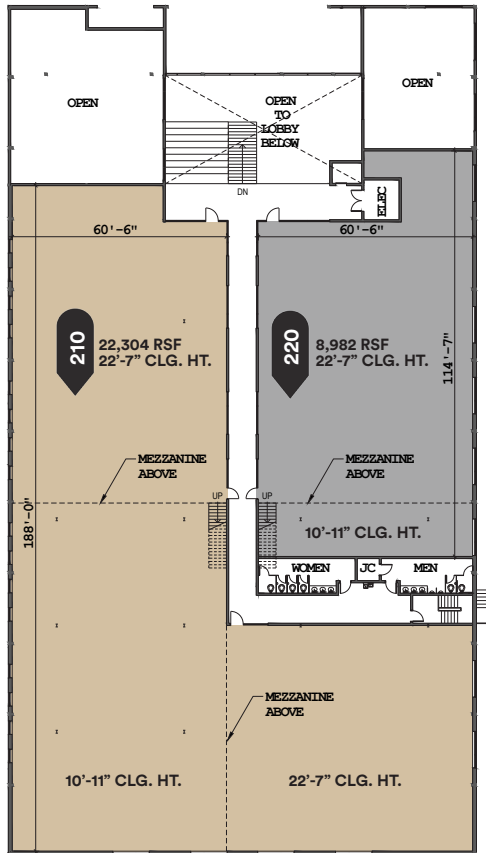 OPEN
OPEN
TO
LOBBY
BELOW
OPEN
DN
ELEC
60'-6"
60'-6"
210
22,304 RSF
22'-7" CLG. HT.
220
8,982 RSF
22'-7" CLG. HT.
114'-7"
MEZZANINE
ABOVE
MEZZANINE
ABOVE
UP
UP
188'-0"
10'-11" CLG. HT.
WOMEN
JC
MEN
MEZZANINE
ABOVE
10'-11" CLG. HT.
22'-7" CLG. HT.